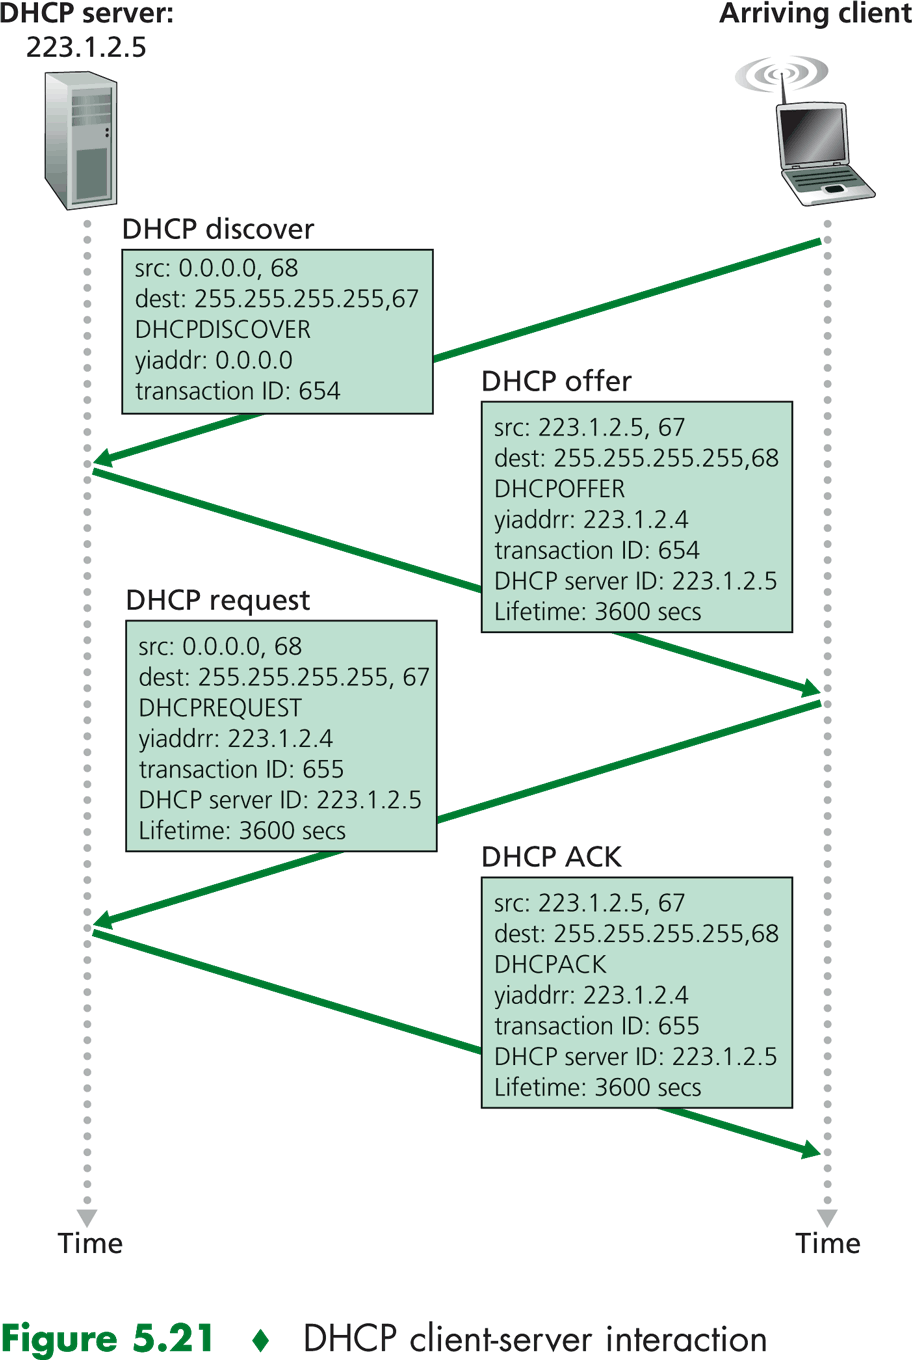 DHCP server:
223.1.2.5
Arriving client
DHCP discover
src: 0.0.0.0, 68
dest: 255.255.255.255,67
DHCPDISCOVER
yiaddr: 0.0.0.0
transaction ID: 654
DHCP offer
src: 223.1.2.5, 67
dest: 255.255.255.255,68
DHCPOFFER
yiaddrr: 223.1.2.4
transaction ID: 654
DHCP server ID: 223.1.2.5
Lifetime: 3600 secs
DHCP request
src: 0.0.0.0, 68
dest: 255.255.255.255, 67
DHCPREQUEST
yiaddrr: 223.1.2.4
transaction ID: 655
DHCP server ID: 223.1.2.5
Lifetime: 3600 secs
DHCP ACK
src: 223.1.2.5, 67
dest: 255.255.255.255,68
DHCPACK
yiaddrr: 223.1.2.4
transaction ID: 655
DHCP server ID: 223.1.2.5
Lifetime: 3600 secs
Time
Time
Figure 5.21 ♦ DHCP client-server interaction